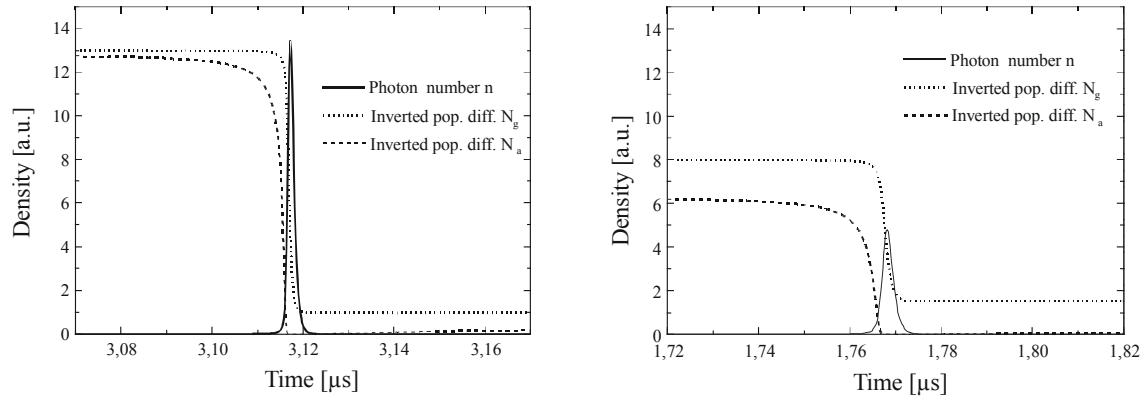 14
12
10
8
6
4
2
0
Density [a.u.]
Photon number n
Inverted pop. diff. N_g
Inverted pop. diff. N_a
3,08 3,10 3,12 3,14 3,16
Time [µs]
14
12
10
8
6
4
2
0
Density [a.u.]
Photon number n
Inverted pop. diff. N_g
Inverted pop. diff. N_a
1,72 1,74 1,76 1,78 1,80 1,82
Time [µs]